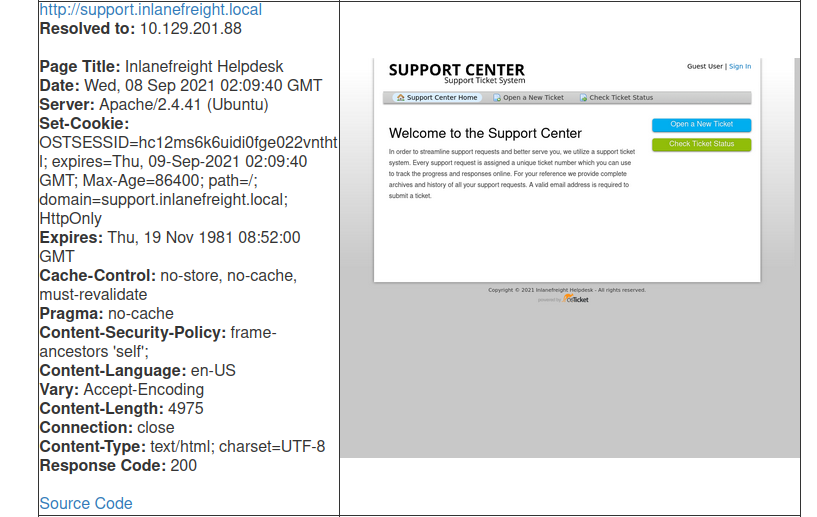 http://support.inlanefreight.local
Resolved to: 10.129.201.88
Page Title: Inlanefreight Helpdesk
Date: Wed, 08 Sep 2021 02:09:40 GMT
Server: Apache/2.4.41 (Ubuntu)
Set-Cookie:
OSTSESSID=hc12ms6k6uidi0fge022vntht
l; expires=Thu, 09-Sep-2021 02:09:40
GMT; Max-Age=86400; path=/;
domain=support.inlanefreight.local;
HttpOnly
Expires: Thu, 19 Nov 1981 08:52:00
GMT
Cache-Control: no-store, no-cache,
must-revalidate
Pragma: no-cache
Content-Security-Policy: frame-
ancestors 'self';
Content-Language: en-US
Vary: Accept-Encoding
Content-Length: 4975
Connection: close
Content-Type: text/html; charset=UTF-8
Response Code: 200
Source Code
SUPPORT CENTER
Support Ticket System
Guest User | Sign In
Support Center Home Open a New Ticket Check Ticket Status
Welcome to the Support Center
In order to streamline support requests and better serve you, we utilize a support ticket
system. Every support request is assigned a unique ticket number which you can use
to track the progress and responses online. For your reference we provide complete
archives and history of all your support requests. A valid email address is required to
submit a ticket.
Open a New Ticket
Check Ticket Status
Copyright © 2021 Inlanefreight Helpdesk - All rights reserved.
powered by osTicket